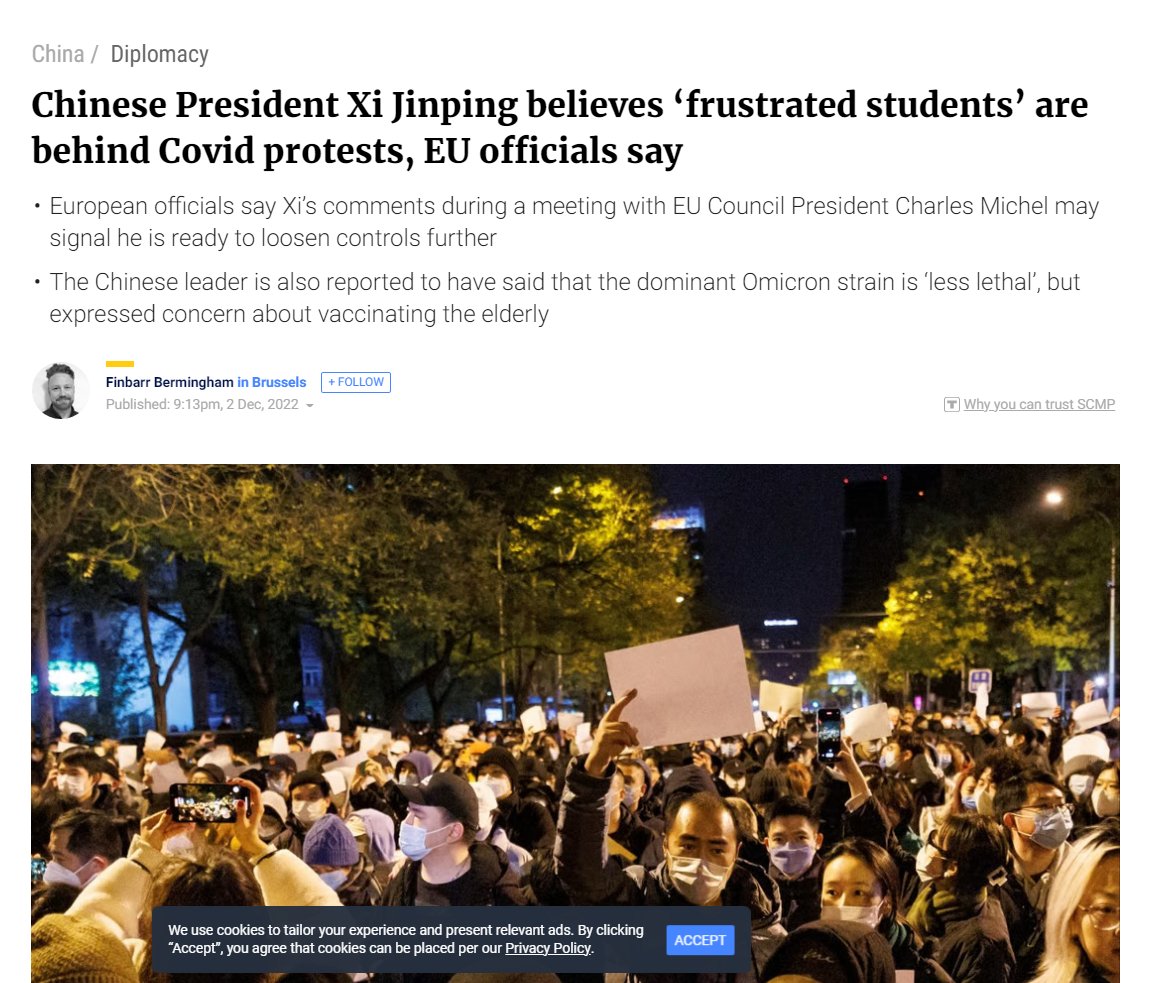 China / Diplomacy
Chinese President Xi Jinping believes ‘frustrated students’ are
behind Covid protests, EU officials say
• European officials say Xi’s comments during a meeting with EU Council President Charles Michel may
signal he is ready to loosen controls further
• The Chinese leader is also reported to have said that the dominant Omicron strain is ‘less lethal’, but
expressed concern about vaccinating the elderly
Finbarr Bermingham in Brussels + FOLLOW
Published: 9:13pm, 2 Dec, 2022
Why you can trust SCMP
We use cookies to tailor your experience and present relevant ads. By clicking
“Accept”, you agree that cookies can be placed per our Privacy Policy.
ACCEPT